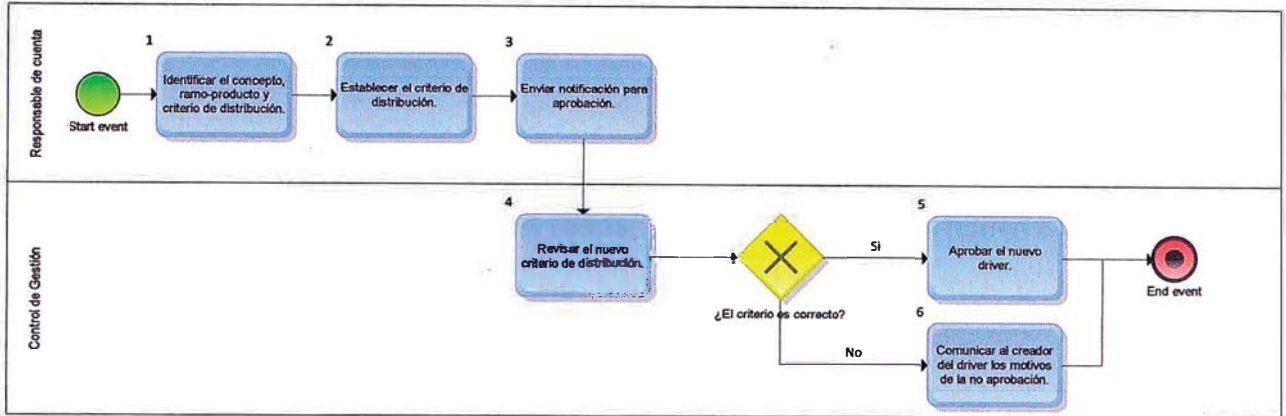 Responsable de cuenta
Start event
1
Identificar el concepto,
ramo-producto y
criterio de distribución.
2
Establecer el criterio de
distribución.
3
Enviar notificación para
aprobación.
Control de Gestión
4
Revisar el nuevo
criterio de distribución.
¿El criterio es correcto?
Si
No
5
Aprobar el nuevo
driver.
6
Comunicar al creador
del driver los motivos
de la no aprobación.
End event